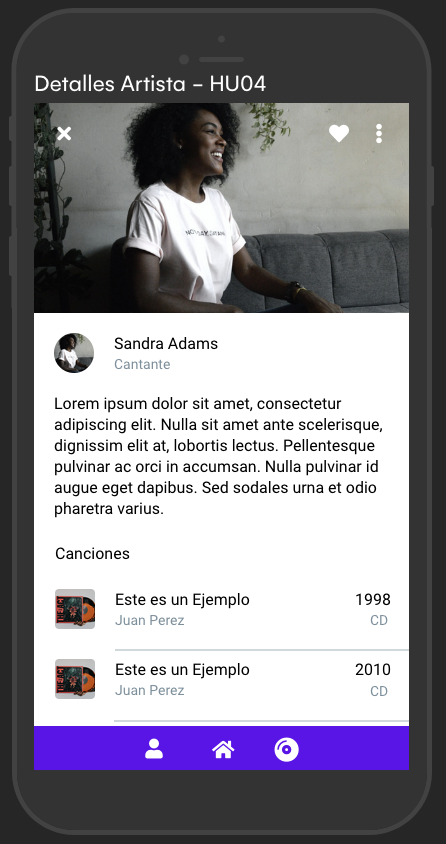 Detalles Artista - HU04
Sandra Adams
Cantante
Lorem ipsum dolor sit amet, consectetur
adipiscing elit. Nulla sit amet ante scelerisque,
dignissim elit at, lobortis lectus. Pellentesque
pulvinar ac orci in accumsan. Nulla pulvinar id
augue eget dapibus. Sed sodales urna et odio
pharetra varius.
Canciones
Este es un Ejemplo 1998
Juan Perez CD
Este es un Ejemplo 2010
Juan Perez CD